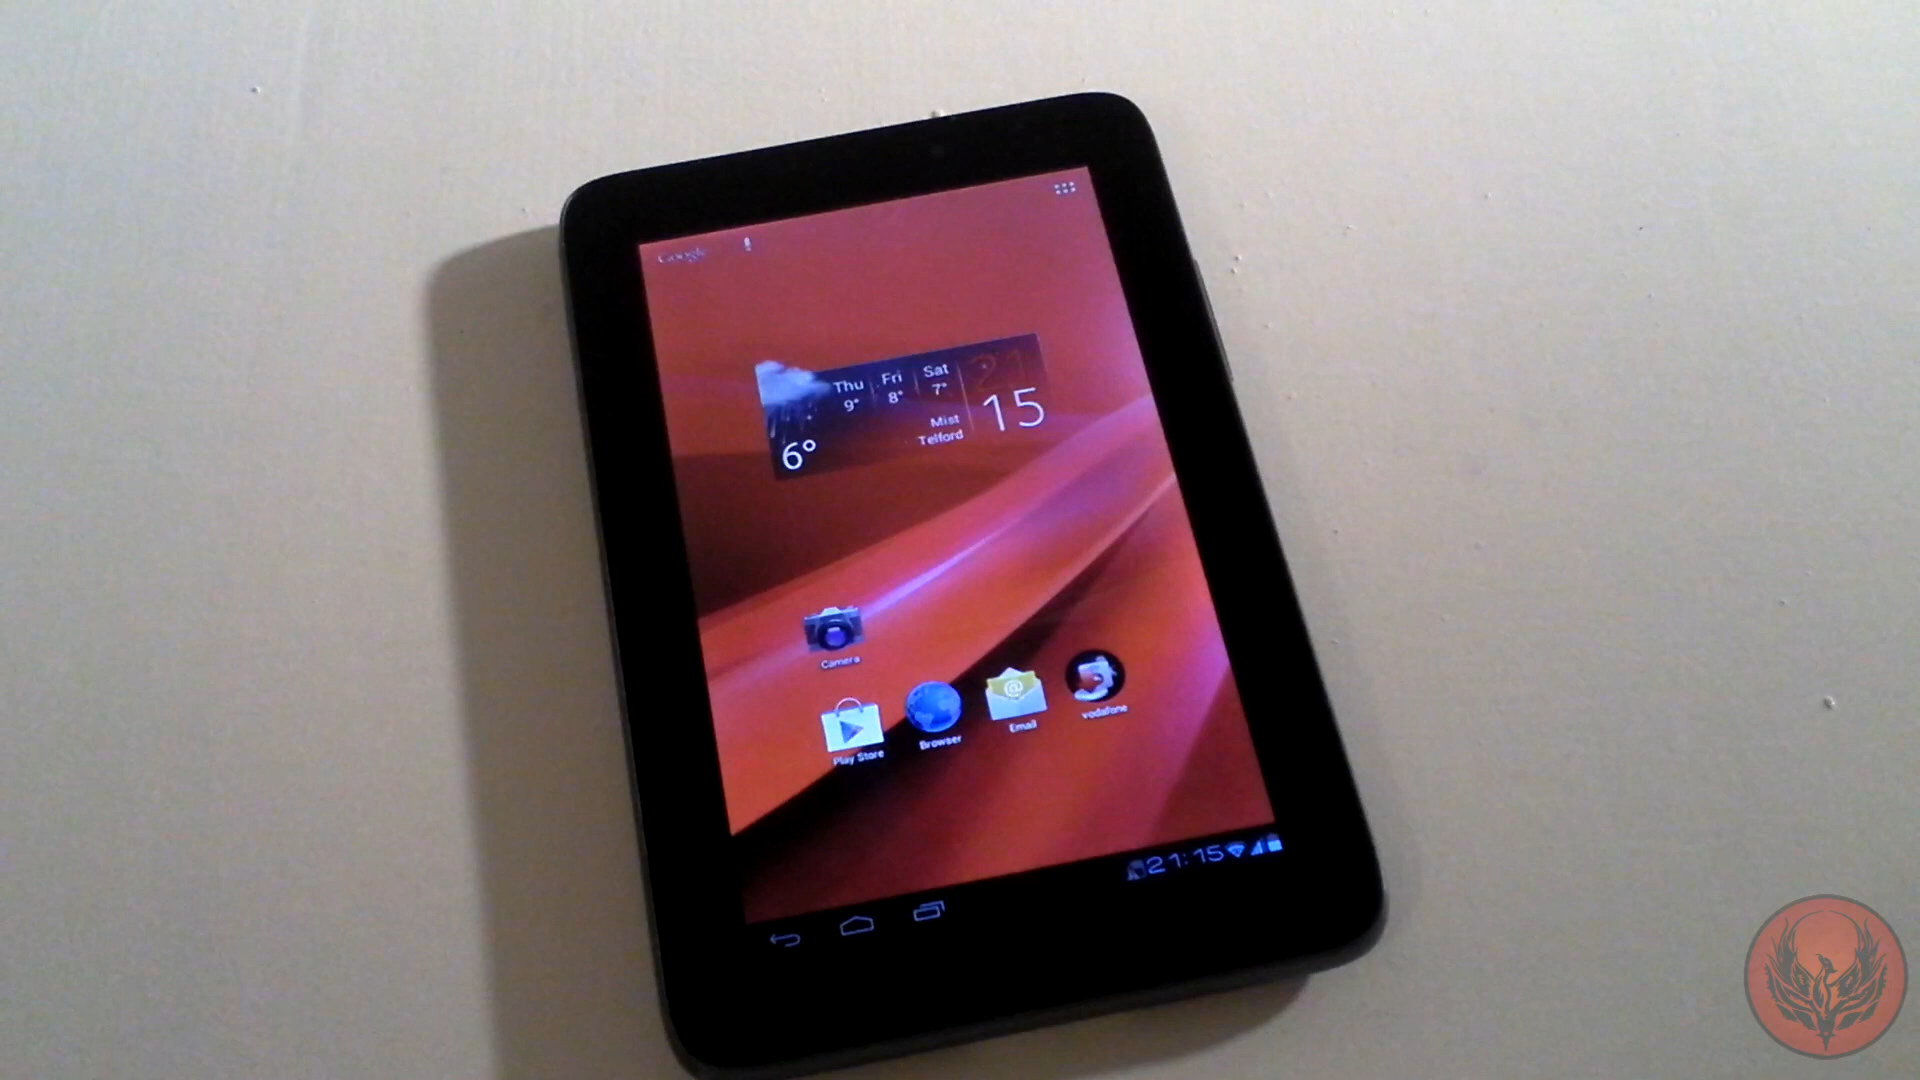 Google
Thu Fri Sat
9° 8° 7°
21
15
Mist
Telford
6°
Camera
Play Store
Browser
Email
vodafone
21:15